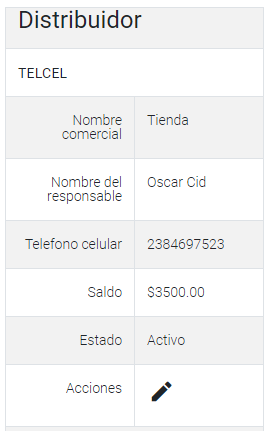 Distribuidor
TELCEL
Nombre
comercial
Tienda
Nombre del
responsable
Oscar Cid
Telefono celular
2384697523
Saldo
$3500.00
Estado
Activo
Acciones